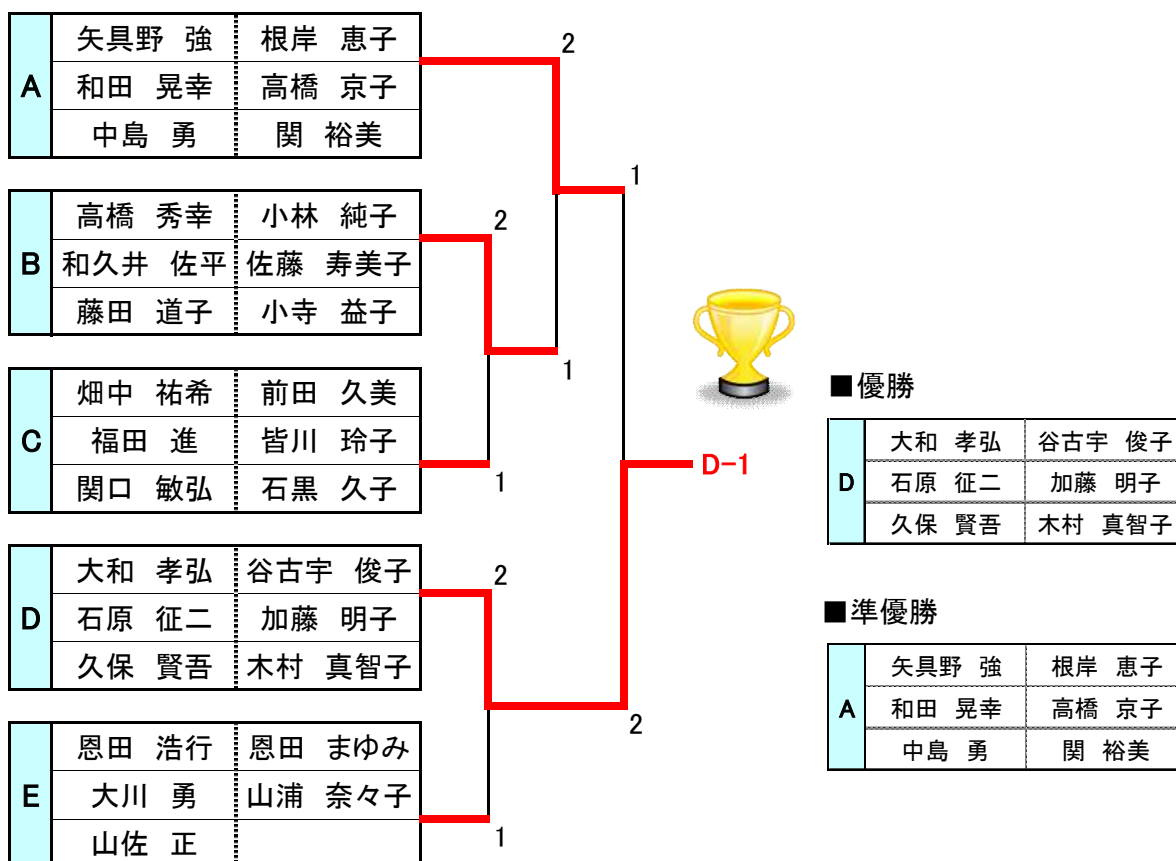 A
矢具野 強 根岸 恵子
和田 晃幸 高橋 京子
中島 勇 関 裕美
2
1
B
高橋 秀幸 小林 純子
和久井 佐平 佐藤 寿美子
藤田 道子 小寺 益子
2
1
C
畑中 祐希 前田 久美
福田 進 皆川 玲子
関口 敏弘 石黒 久子
1
D-1
D
大和 孝弘 谷古宇 俊子
石原 征二 加藤 明子
久保 賢吾 木村 真智子
2
2
E
恩田 浩行 恩田 まゆみ
大川 勇 山浦 奈々子
山佐 正
1
■優勝
D
大和 孝弘 谷古宇 俊子
石原 征二 加藤 明子
久保 賢吾 木村 真智子
■準優勝
A
矢具野 強 根岸 恵子
和田 晃幸 高橋 京子
中島 勇 関 裕美